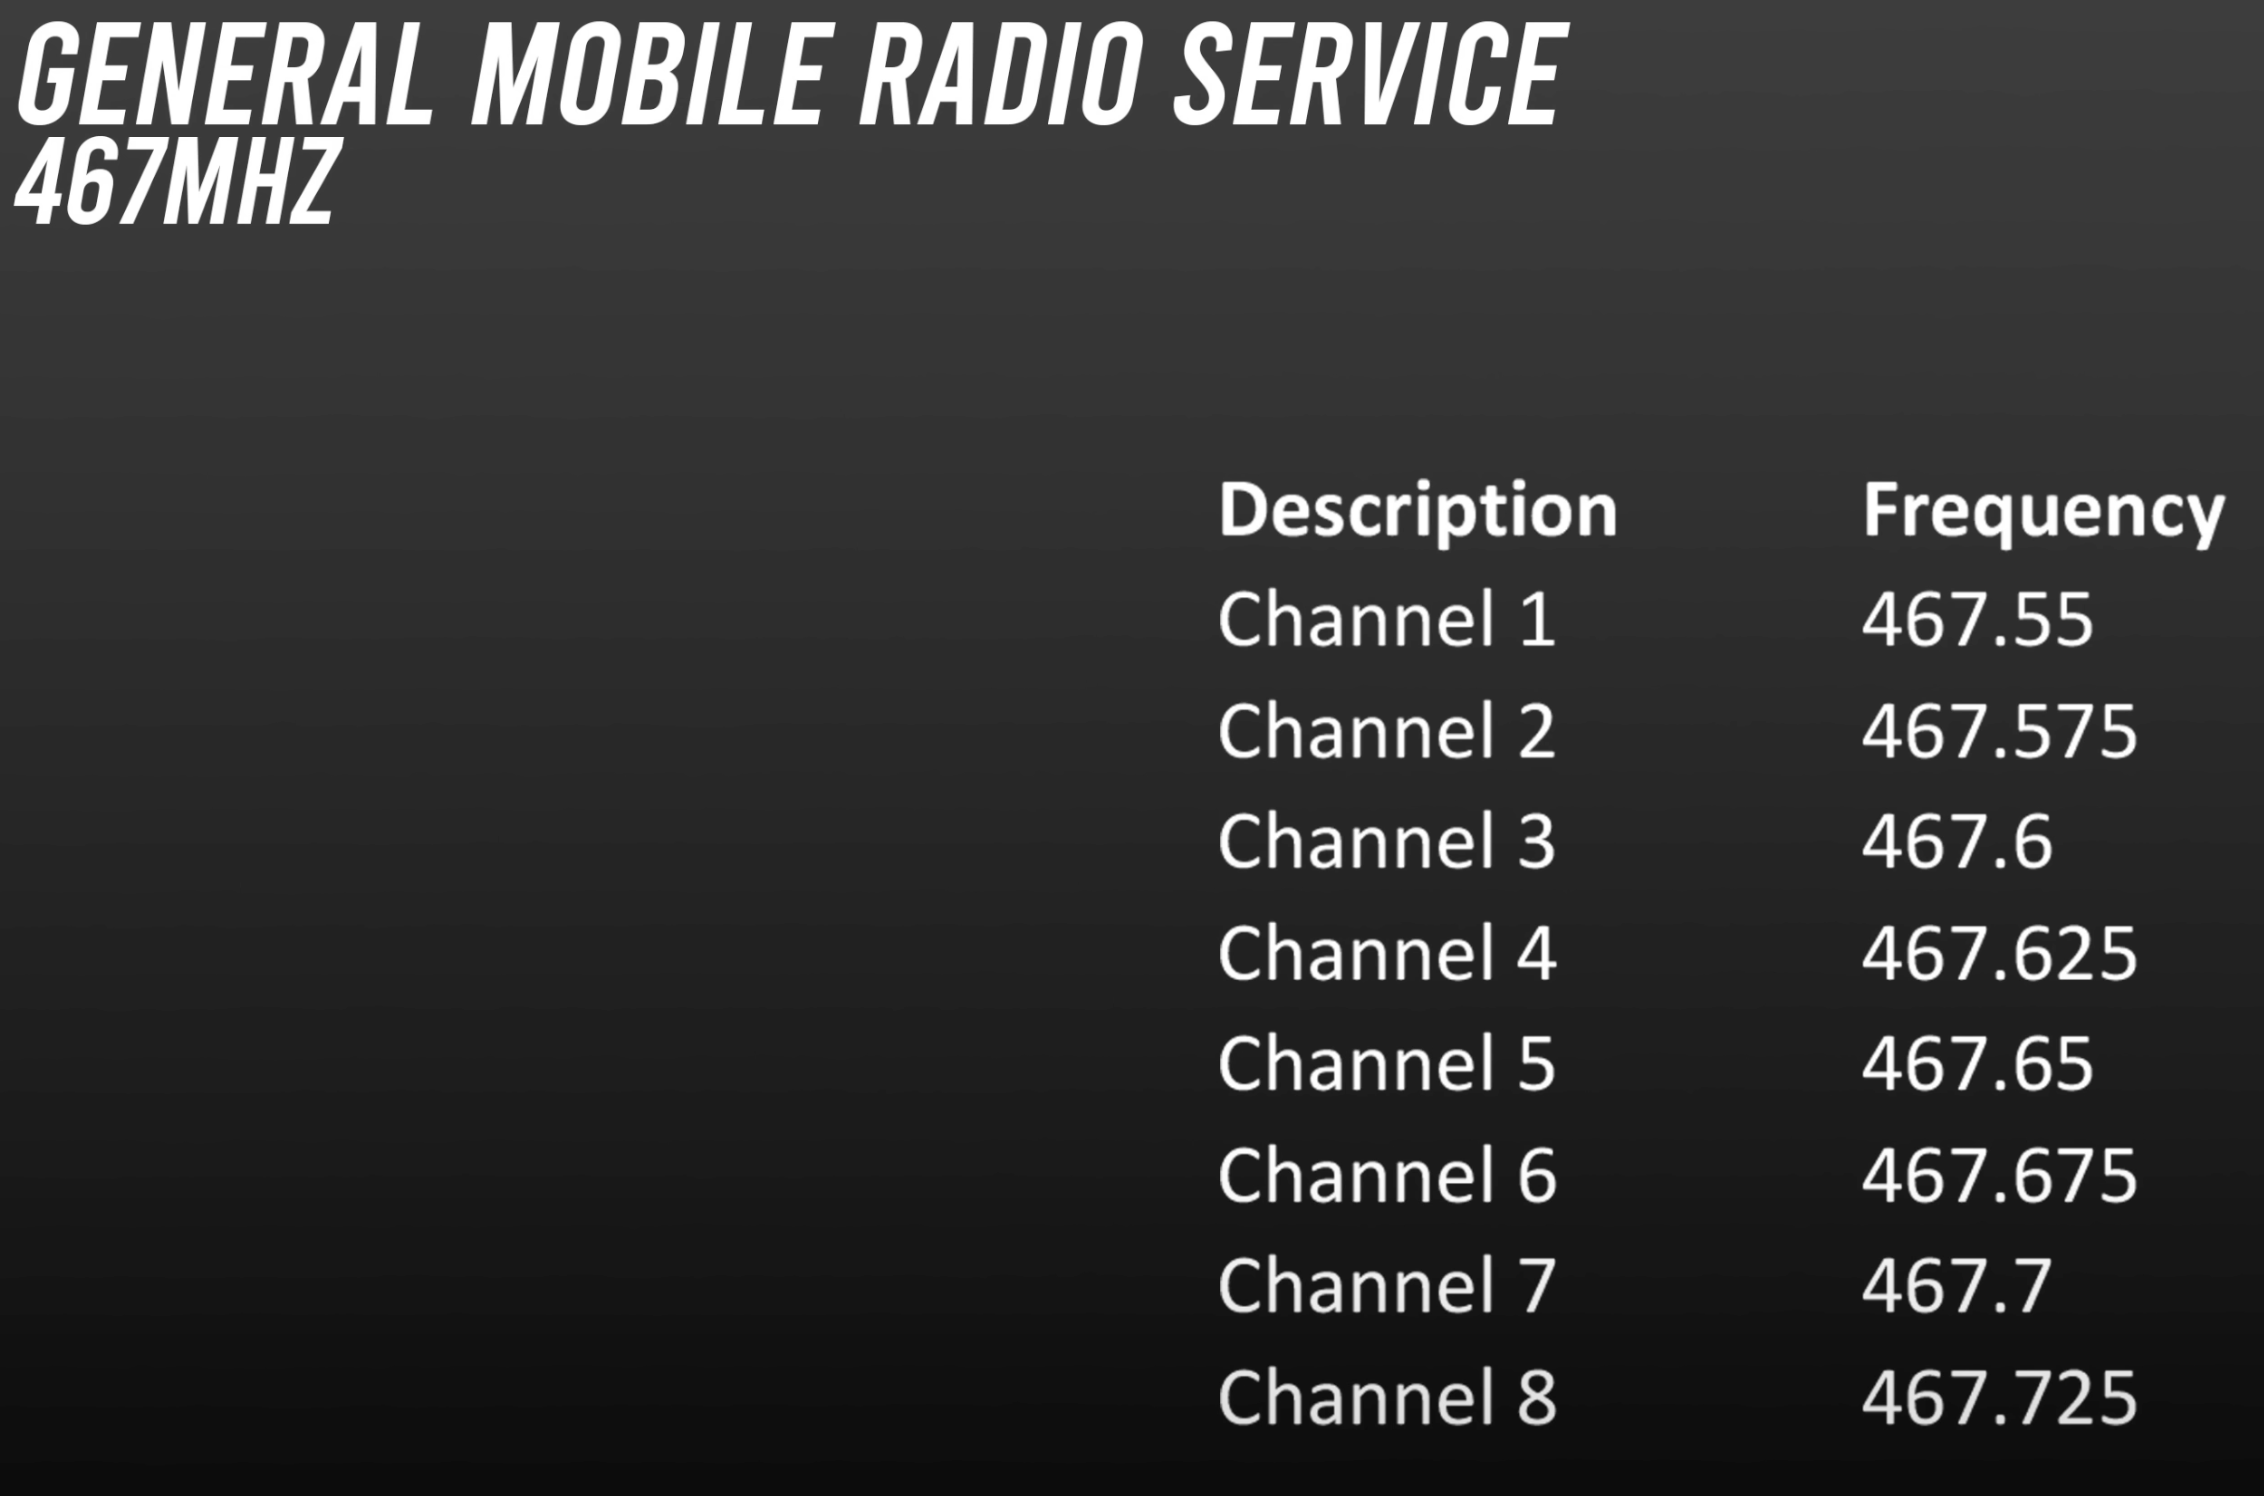 GENERAL MOBILE RADIO SERVICE
467MHZ
Description Frequency
Channel 1 467.55
Channel 2 467.575
Channel 3 467.6
Channel 4 467.625
Channel 5 467.65
Channel 6 467.675
Channel 7 467.7
Channel 8 467.725